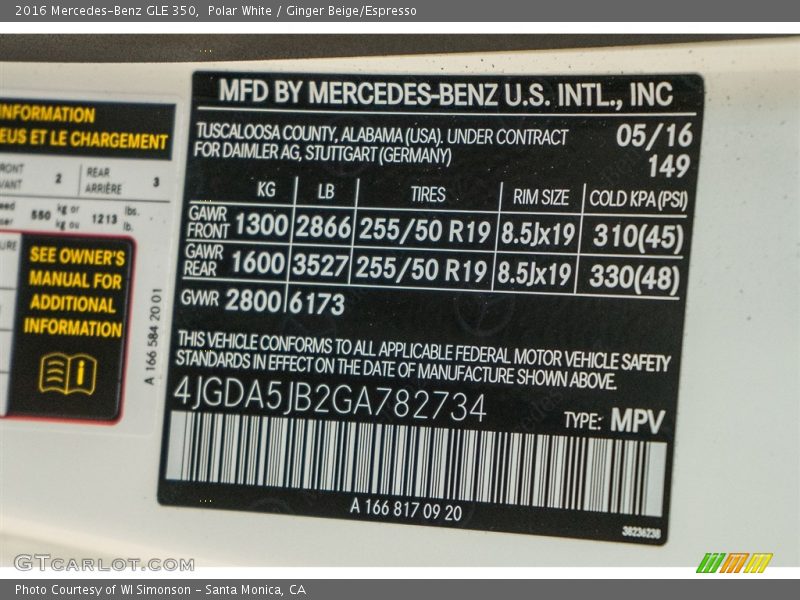 2016 Mercedes-Benz GLE 350, Polar White / Ginger Beige/Espresso
INFORMATION
EUS ET LE CHARGEMENT
REAR
ARRIÈRE
2
3
550 kg or
kg ou
1213 lbs.
lb.
SEE OWNER'S
MANUAL FOR
ADDITIONAL
INFORMATION
A 166 584 20 01
MFD BY MERCEDES-BENZ U.S. INTL., INC
TUSCALOOSA COUNTY, ALABAMA (USA). UNDER CONTRACT 05/16
FOR DAIMLER AG, STUTTGART (GERMANY) 149
KG LB TIRES RIM SIZE COLD KPA (PSI)
GAWR
FRONT 1300 2866 255/50 R19 8.5Jx19 310(45)
GAWR
REAR 1600 3527 255/50 R19 8.5Jx19 330(48)
GWR 2800 6173
THIS VEHICLE CONFORMS TO ALL APPLICABLE FEDERAL MOTOR VEHICLE SAFETY
STANDARDS IN EFFECT ON THE DATE OF MANUFACTURE SHOWN ABOVE.
4JGDA5JB2GA782734
TYPE: MPV
A 166 817 09 20
GTCARLOT.COM
Photo Courtesy of WI Simonson - Santa Monica, CA